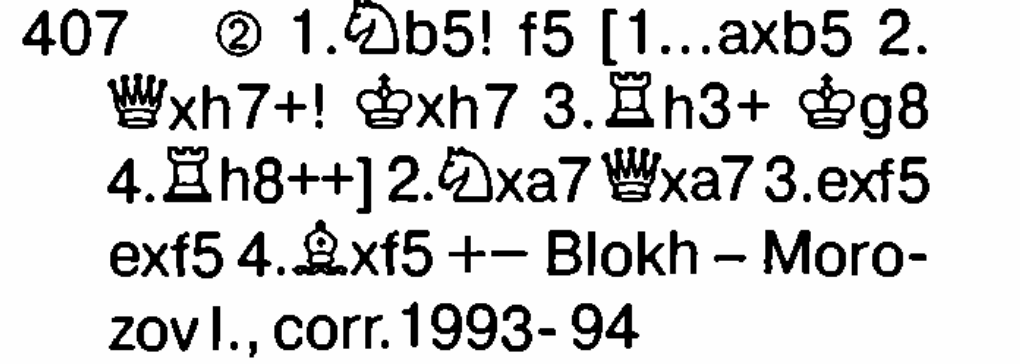 407 ② 1.♘b5! f5 [1...axb5 2.
♕xh7+! ♔xh7 3.♖h3+ ♔g8
4.♖h8++] 2.♘xa7 ♕xa7 3.exf5
exf5 4.♗xf5 +− Blokh – Moro-
zov I., corr.1993-94